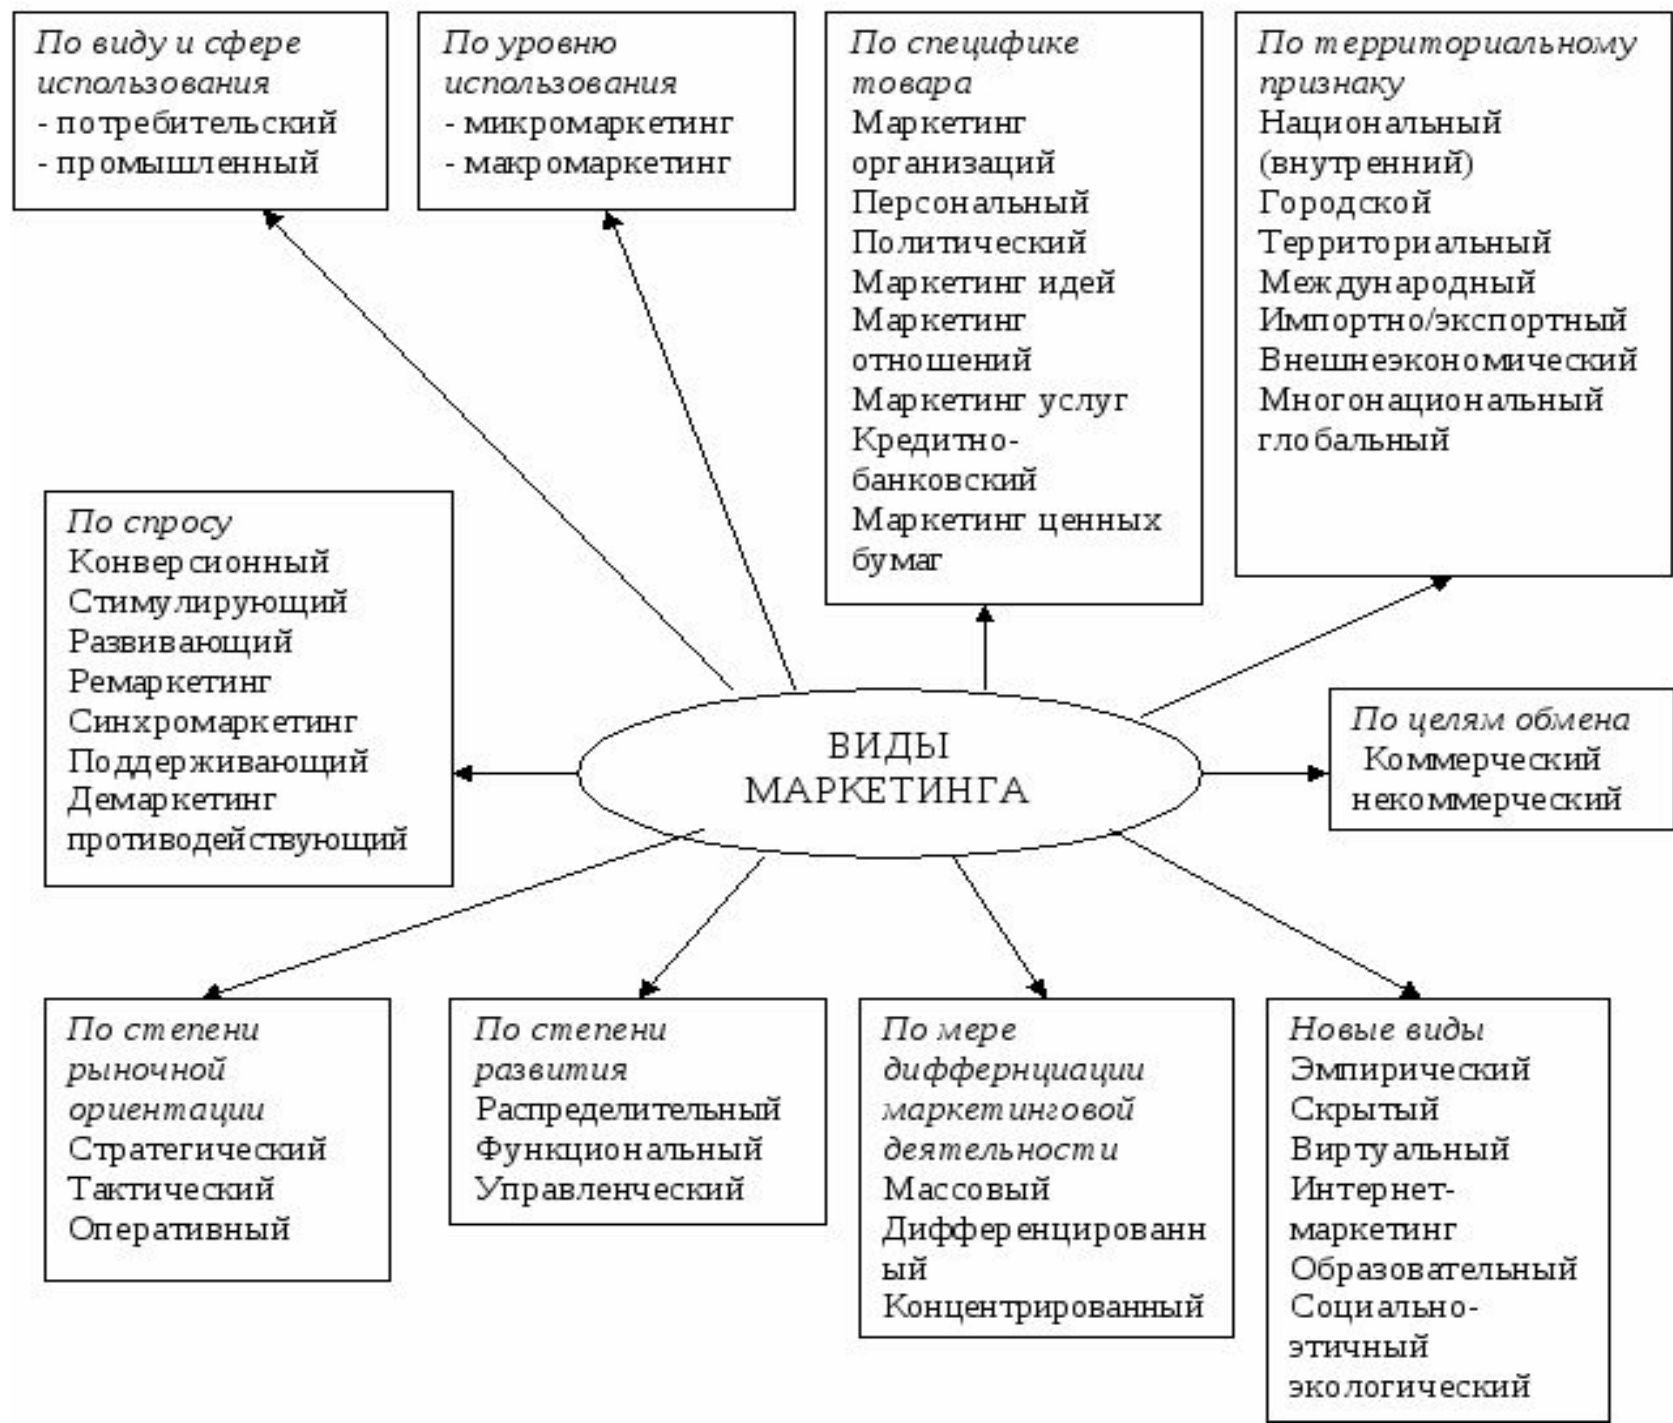 По виду и сфере
использования
- потребительский
- промышленный
По уровню
использования
- микромаркетинг
- макромаркетинг
По специфике
товара
Маркетинг
организаций
Персональный
Политический
Маркетинг идей
Маркетинг
отношений
Маркетинг услуг
Кредитно-
банковский
Маркетинг ценных
бумаг
По территориальному
признаку
Национальный
(внутренний)
Городской
Территориальный
Международный
Импортно/экспортный
Внешнеэкономический
Многонациональный
глобальный
По спросу
Конверсионный
Стимулирующий
Развивающий
Ремаркетинг
Синхромаркетинг
Поддерживающий
Демаркетинг
противодействующий
ВИДЫ
МАРКЕТИНГА
По целям обмена
Коммерческий
некоммерческий
По степени
рыночной
ориентации
Стратегический
Тактический
Оперативный
По степени
развития
Распределительный
Функциональный
Управленческий
По мере
диффернциации
маркетинговой
деятельности
Массовый
Дифференцированн
ый
Концентрированный
Новые виды
Эмпирический
Скрытый
Виртуальный
Интернет-
маркетинг
Образовательный
Социально-
этичный
экологический